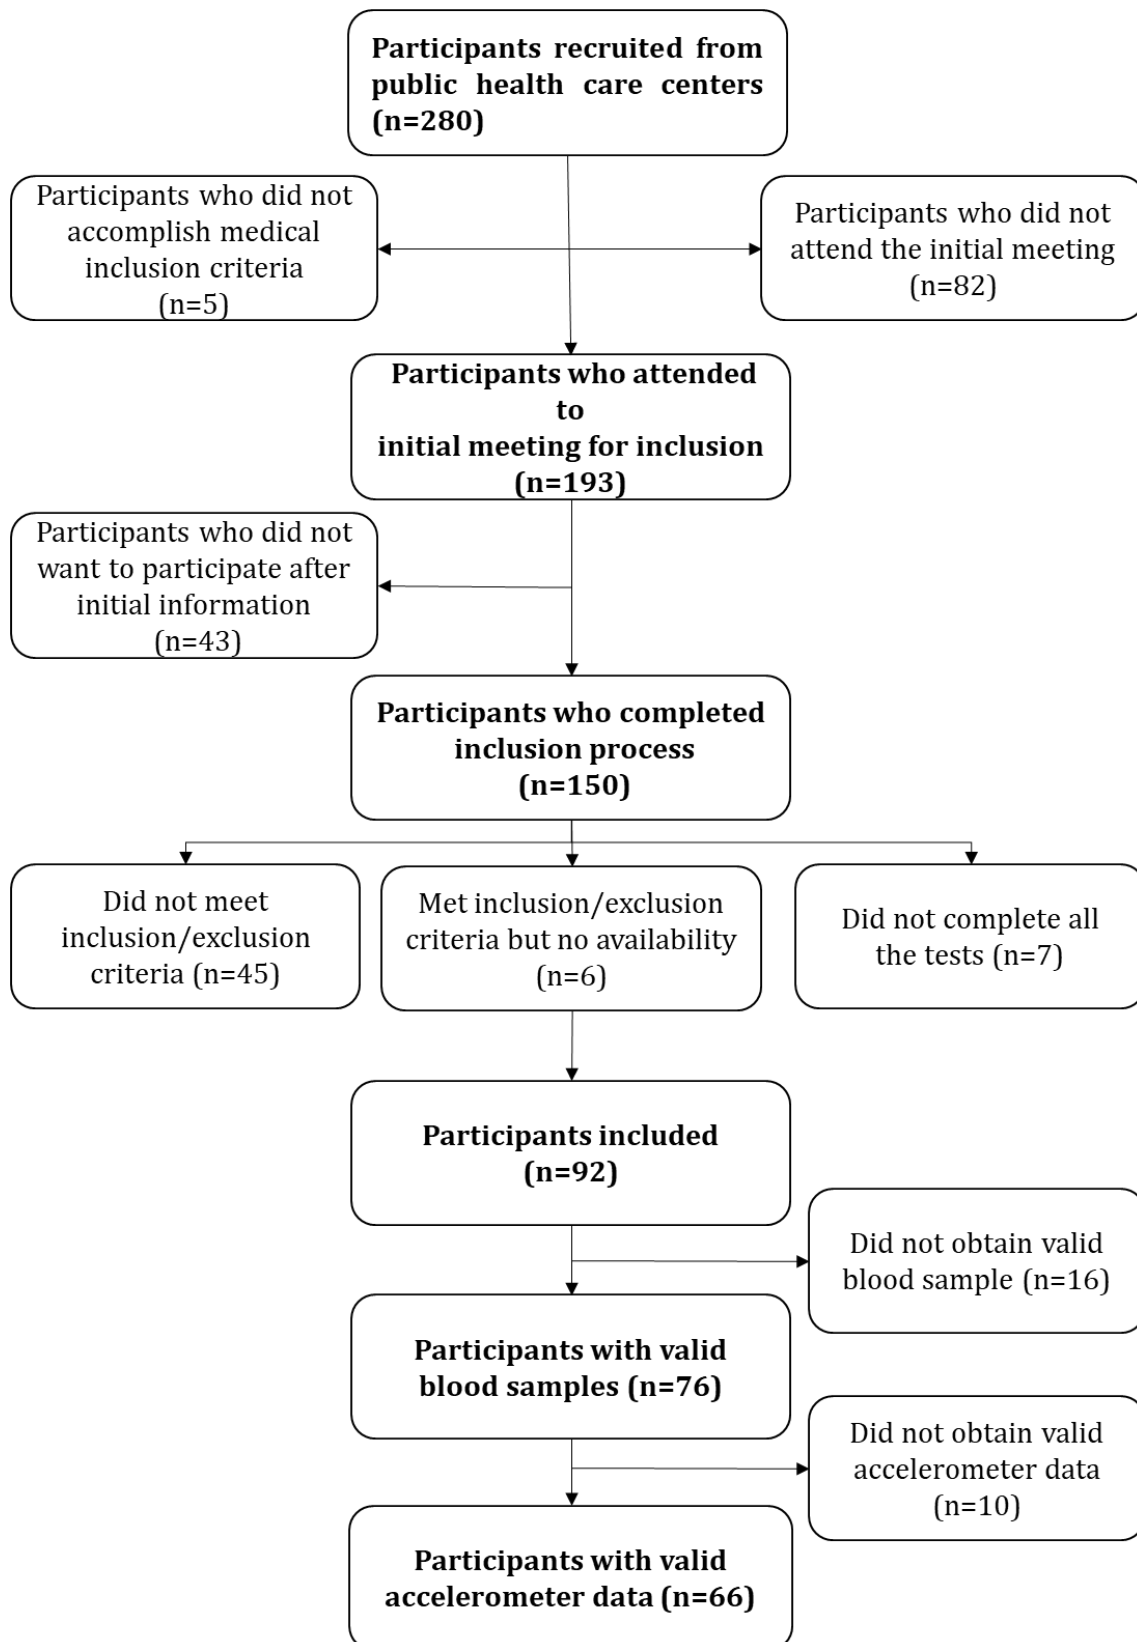 Participants recruited from
public health care centers
(n=280)
Participants who did not
accomplish medical
inclusion criteria
(n=5)
Participants who did not
attend the initial meeting
(n=82)
Participants who attended
to
initial meeting for inclusion
(n=193)
Participants who did not
want to participate after
initial information
(n=43)
Participants who completed
inclusion process
(n=150)
Did not meet
inclusion/exclusion
criteria (n=45)
Met inclusion/exclusion
criteria but no availability
(n=6)
Did not complete all
the tests (n=7)
Participants included
(n=92)
Did not obtain valid
blood sample (n=16)
Participants with valid
blood samples (n=76)
Did not obtain valid
accelerometer data
(n=10)
Participants with valid
accelerometer data (n=66)